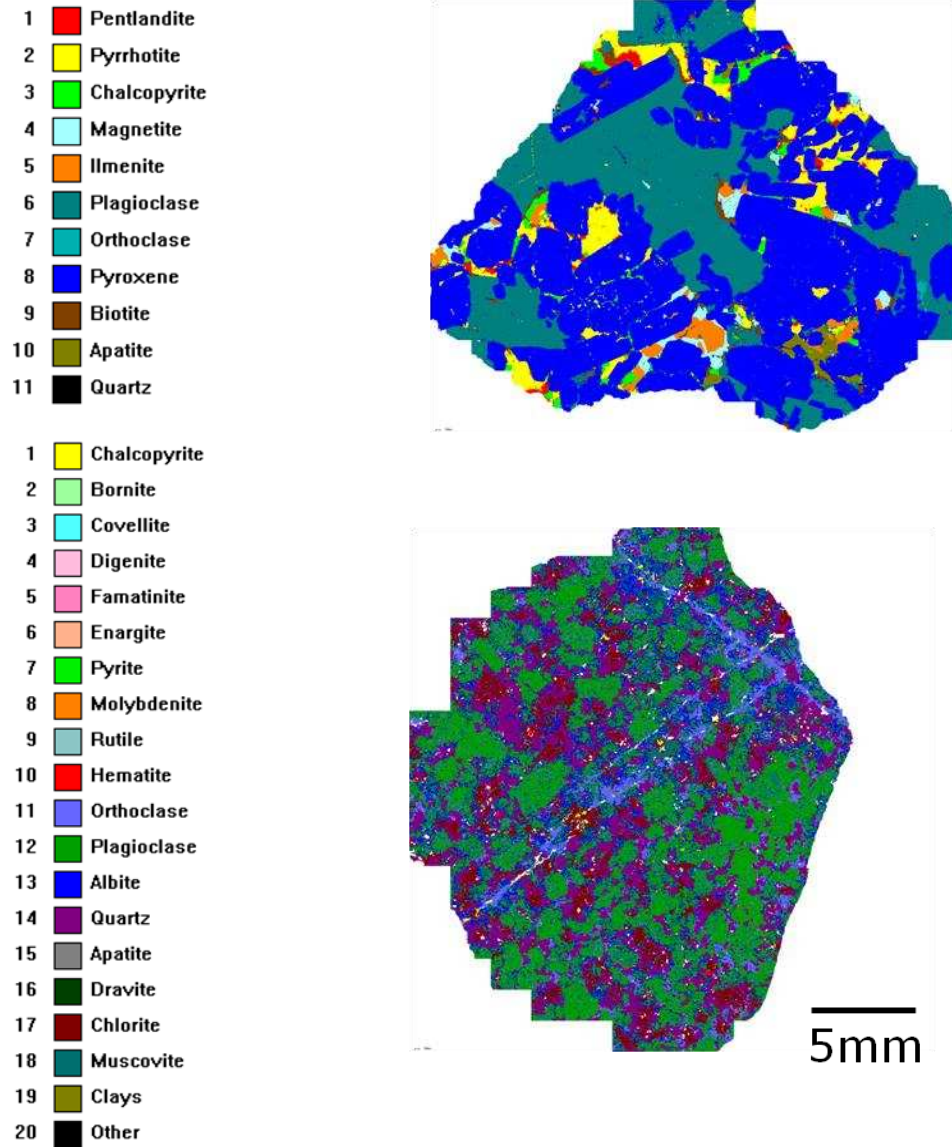 1 Pentlandite
2 Pyrrhotite
3 Chalcopyrite
4 Magnetite
5 Ilmenite
6 Plagioclase
7 Orthoclase
8 Pyroxene
9 Biotite
10 Apatite
11 Quartz
1 Chalcopyrite
2 Bornite
3 Covellite
4 Digenite
5 Famatinite
6 Enargite
7 Pyrite
8 Molybdenite
9 Rutile
10 Hematite
11 Orthoclase
12 Plagioclase
13 Albite
14 Quartz
15 Apatite
16 Dravite
17 Chlorite
18 Muscovite
19 Clays
20 Other
5mm